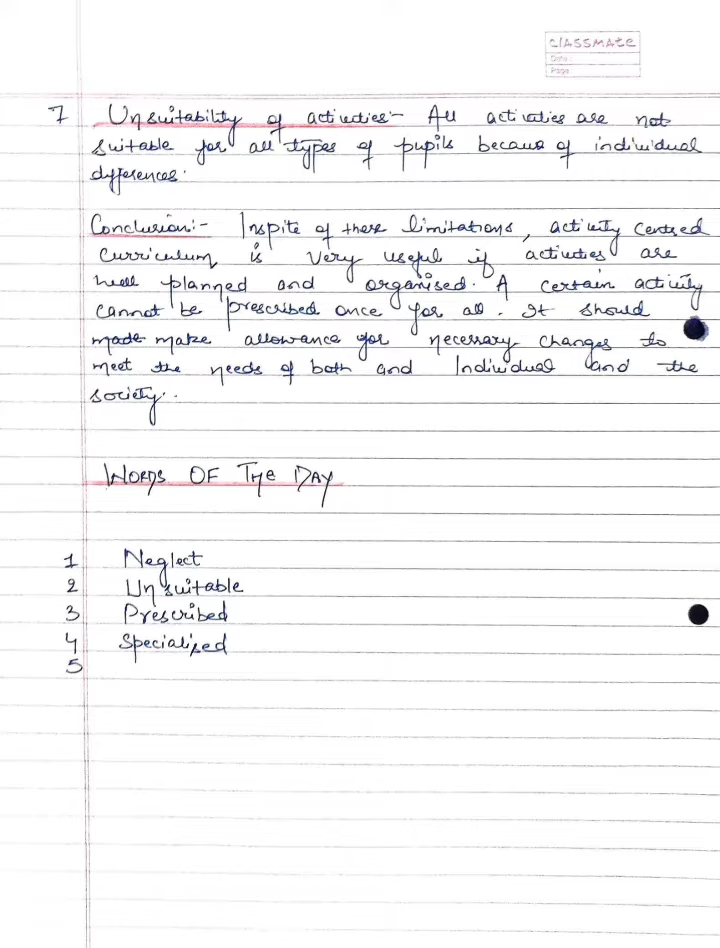 CLASSMATE
Date :
Page :
7 Unsuitability of activities:- All activities are not
suitable for all types of pupils becaus of individual
differences.
Conclusion:- Inspite of these limitations, activity centred
curriculum is very useful if activities are
well planned and organised. A certain activity
cannot be prescribed once for all. It should
made make allowance for necessary changes to
meet the needs of both and Individual and the
society.
WORDS OF THE DAY
1 Neglect
2 Unsuitable
3 Prescribed
4 Specialised
5